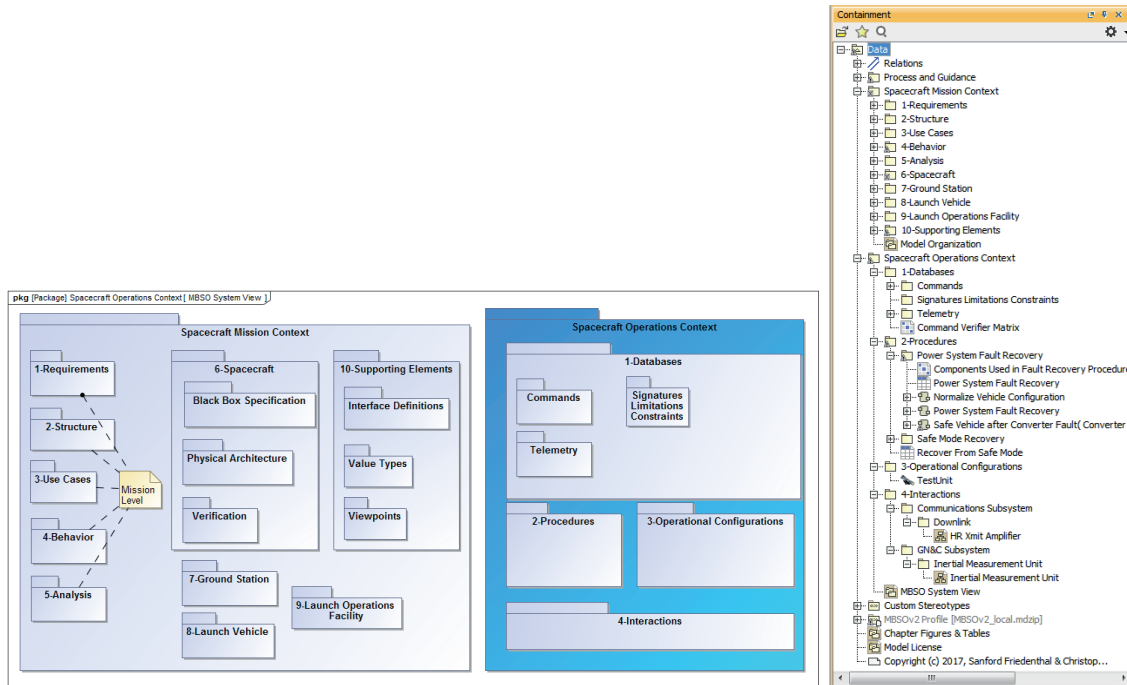 Containment
Data
Relations
Process and Guidance
Spacecraft Mission Context
1-Requirements
2-Structure
3-Use Cases
4-Behavior
5-Analysis
6-Spacecraft
7-Ground Station
8-Launch Vehicle
9-Launch Operations Facility
10-Supporting Elements
Model Organization
Spacecraft Operations Context
1-Databases
Commands
Signatures Limitations Constraints
Telemetry
Command Verifier Matrix
2-Procedures
Power System Fault Recovery
Components Used in Fault Recovery Procedure
Power System Fault Recovery
Normalize Vehicle Configuration
Power System Fault Recovery
Safe Vehicle after Converter Fault( Converter
Safe Mode Recovery
Recover From Safe Mode
3-Operational Configurations
TestUnit
4-Interactions
Communications Subsystem
Downlink
HR Xmit Amplifier
GN&C Subsystem
Inertial Measurement Unit
Inertial Measurement Unit
MBSO System View
Custom Stereotypes
MBSOv2 Profile [MBSOv2_local.mdzip]
Chapter Figures & Tables
Model License
Copyright (c) 2017, Sanford Friedenthal & Christop...
pkg [Package] Spacecraft Operations Context [ MBSO System View ]
Spacecraft Mission Context
1-Requirements
2-Structure
3-Use Cases
4-Behavior
5-Analysis
Mission
Level
6-Spacecraft
Black Box Specification
Physical Architecture
Verification
7-Ground Station
8-Launch Vehicle
9-Launch Operations
Facility
10-Supporting Elements
Interface Definitions
Value Types
Viewpoints
Spacecraft Operations Context
1-Databases
Commands
Signatures
Limitations
Constraints
Telemetry
2-Procedures
3-Operational Configurations
4-Interactions